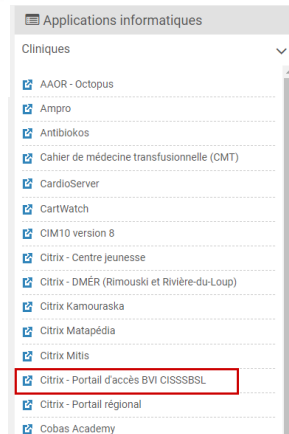 Applications informatiques
Cliniques
AAOR - Octopus
Ampro
Antibiokos
Cahier de médecine transfusionnelle (CMT)
CardioServer
CartWatch
CIM10 version 8
Citrix - Centre jeunesse
Citrix - DMÉR (Rimouski et Rivière-du-Loup)
Citrix Kamouraska
Citrix Matapédia
Citrix Mitis
Citrix - Portail d'accès BVI CISSSBSL
Citrix - Portail régional
Cobas Academy